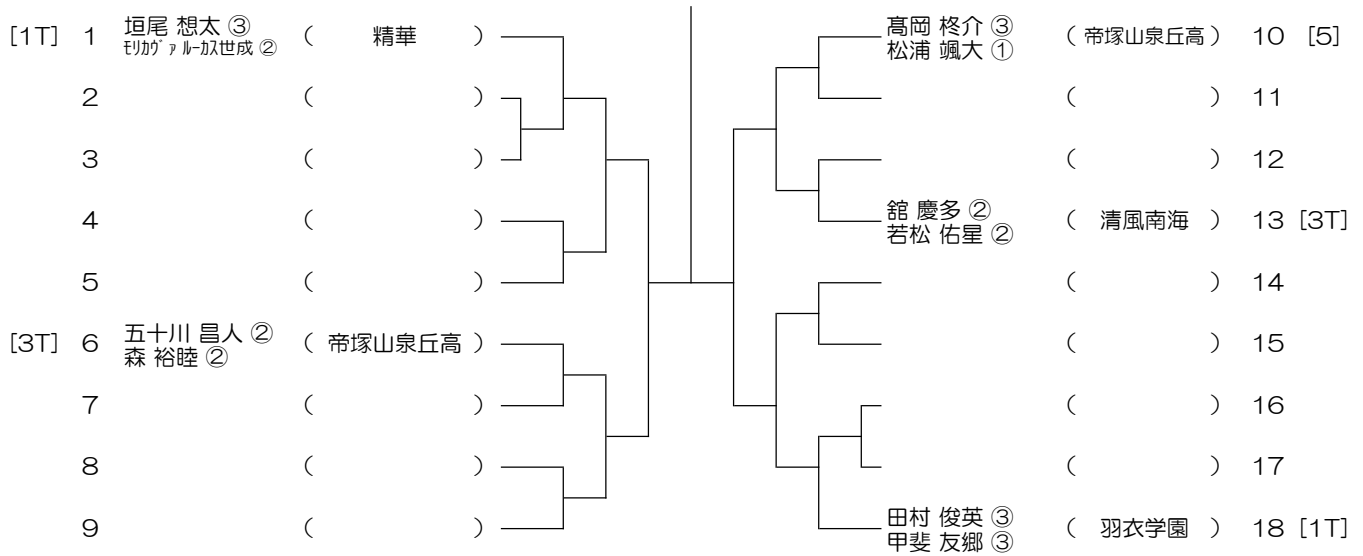 [1T] 1 垣尾 想太 ③ ( 精華 )
モリカヴァ ルーカス世成 ②
2 ( )
3 ( )
4 ( )
5 ( )
[3T] 6 五十川 昌人 ② ( 帝塚山泉丘高 )
森 裕睦 ②
7 ( )
8 ( )
9 ( )
髙岡 柊介 ③ ( 帝塚山泉丘高 ) 10 [5]
松浦 颯大 ①
( ) 11
( ) 12
舘 慶多 ② ( 清風南海 ) 13 [3T]
若松 佑星 ②
( ) 14
( ) 15
( ) 16
( ) 17
田村 俊英 ③ ( 羽衣学園 ) 18 [1T]
甲斐 友郷 ③